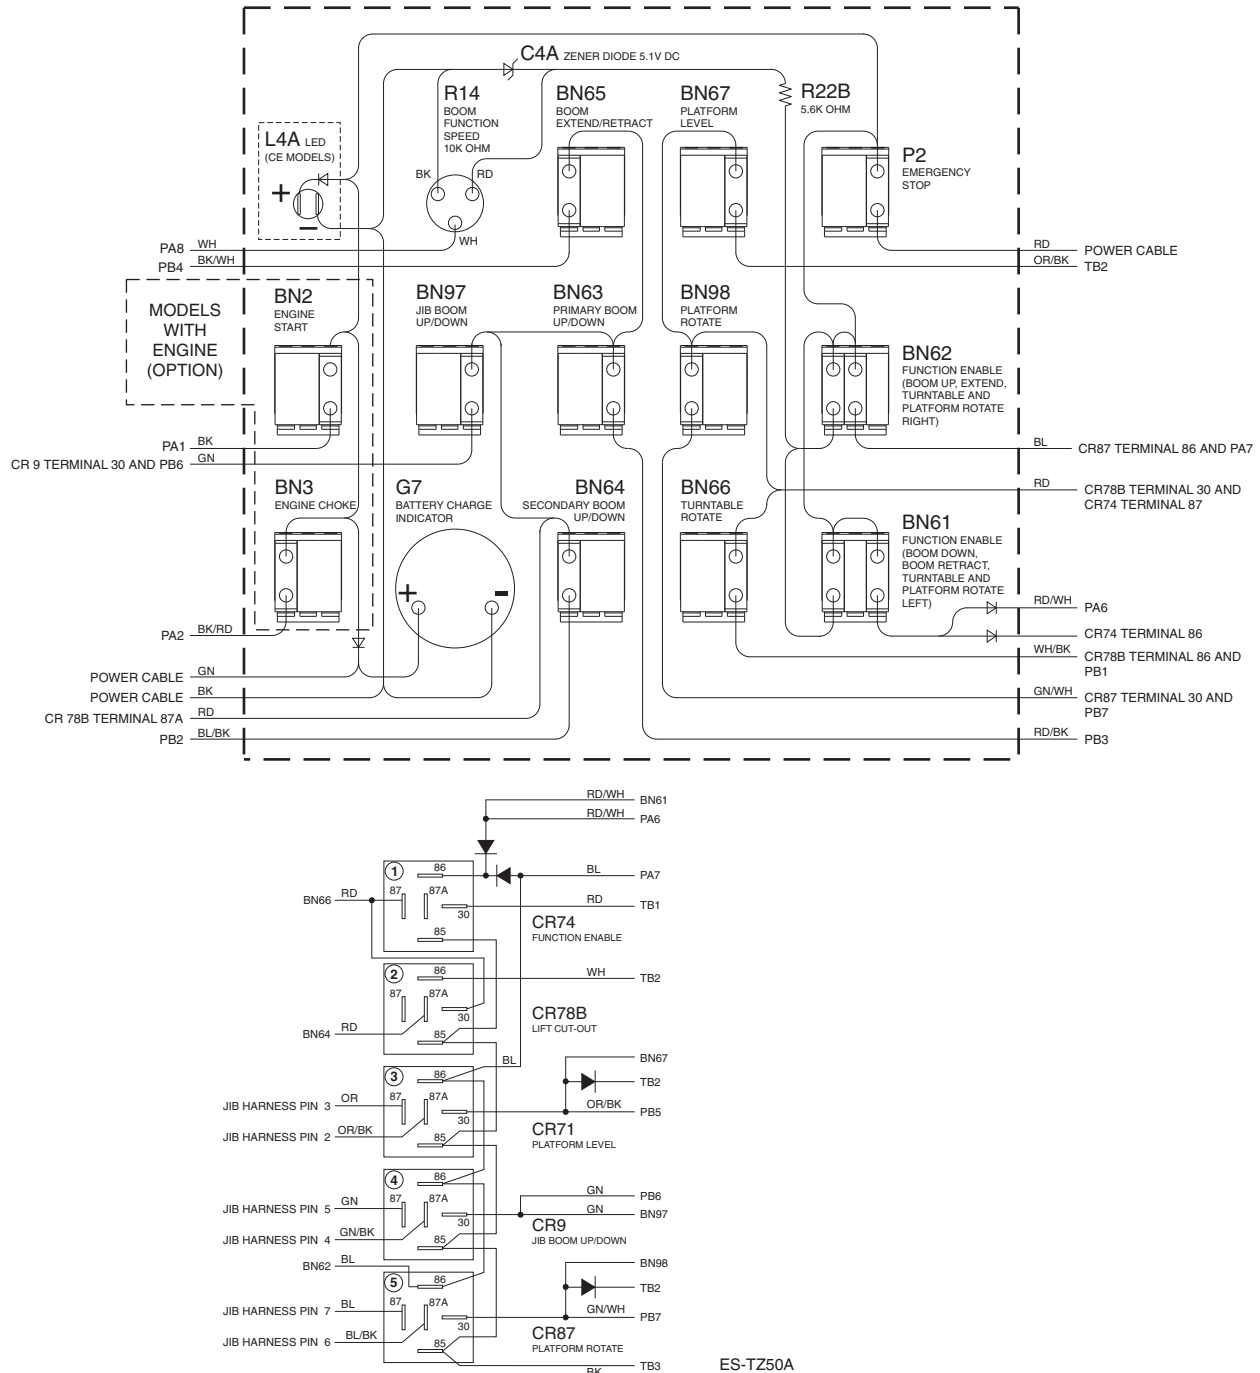 C4A ZENER DIODE 5.1V DC
R14
BOOM
FUNCTION
SPEED
10K OHM
BK
RD
WH
BN65
BOOM
EXTEND/RETRACT
BN67
PLATFORM
LEVEL
R22B
5.6K OHM
L4A LED
(CE MODELS)
+
–
P2
EMERGENCY
STOP
PA8 WH
PB4 BK/WH
RD POWER CABLE
OR/BK TB2
MODELS
WITH
ENGINE
(OPTION)
BN2
ENGINE
START
BN97
JIB BOOM
UP/DOWN
BN63
PRIMARY BOOM
UP/DOWN
BN98
PLATFORM
ROTATE
BN62
FUNCTION ENABLE
(BOOM UP, EXTEND,
TURNTABLE AND
PLATFORM ROTATE
RIGHT)
PA1 BK
CR 9 TERMINAL 30 AND PB6 GN
BL CR87 TERMINAL 86 AND PA7
BN3
ENGINE CHOKE
G7
BATTERY CHARGE
INDICATOR
+
-
BN64
SECONDARY BOOM
UP/DOWN
BN66
TURNTABLE
ROTATE
RD CR78B TERMINAL 30 AND
CR74 TERMINAL 87
BN61
FUNCTION ENABLE
(BOOM DOWN,
BOOM RETRACT,
TURNTABLE AND
PLATFORM ROTATE
LEFT)
RD/WH PA6
CR74 TERMINAL 86
WH/BK CR78B TERMINAL 86 AND
PB1
PA2 BK/RD
POWER CABLE GN
POWER CABLE BK
CR 78B TERMINAL 87A RD
PB2 BL/BK
GN/WH CR87 TERMINAL 30 AND
PB7
RD/BK PB3
RD/WH BN61
RD/WH PA6
1
86
BL PA7
BN66 RD
87
87A
30
RD TB1
85
CR74
FUNCTION ENABLE
2
86
WH TB2
87
87A
30
BN64 RD
85
CR78B
LIFT CUT-OUT
BL
BN67
3
86
TB2
JIB HARNESS PIN 3 OR
87
87A
30
OR/BK PB5
JIB HARNESS PIN 2 OR/BK
85
CR71
PLATFORM LEVEL
4
86
GN PB6
JIB HARNESS PIN 5 GN
87
87A
30
GN BN97
JIB HARNESS PIN 4 GN/BK
85
CR9
JIB BOOM UP/DOWN
BN62 BL
BN98
5
86
TB2
JIB HARNESS PIN 7 BL
87
87A
30
GN/WH PB7
JIB HARNESS PIN 6 BL/BK
85
CR87
PLATFORM ROTATE
BK TB3
ES-TZ50A